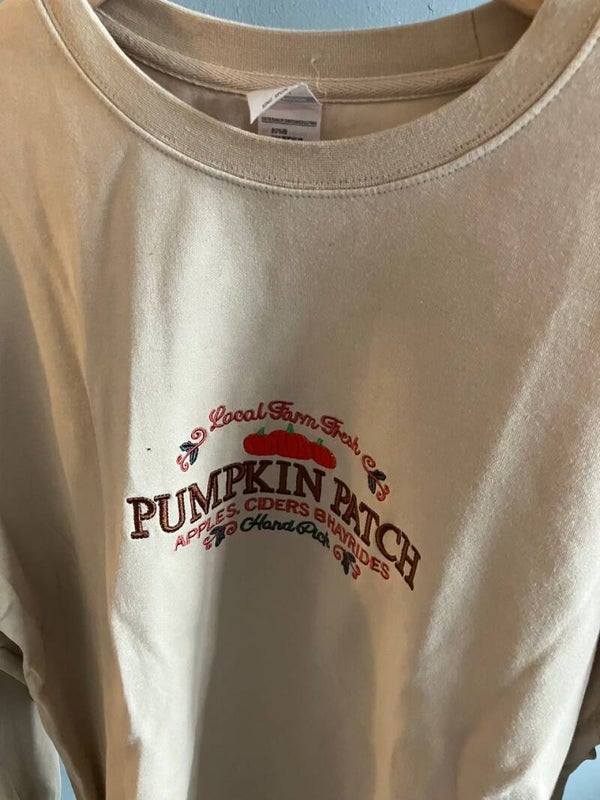 Local Farm Fresh
PUMPKIN PATCH
APPLES, CIDERS & HAYRIDES
Hand Pick